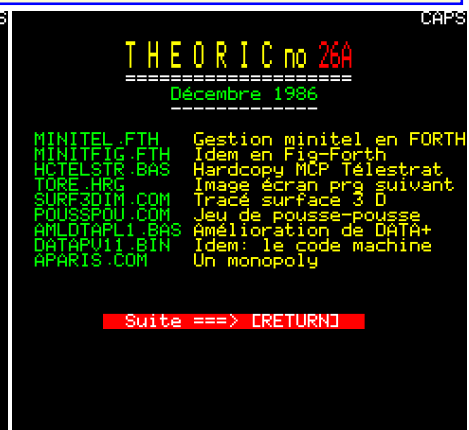 S CAPS
T H E O R I C no 26A
=====================
Décembre 1986
----------------
MINITEL.FTH Gestion minitel en FORTH
MINITFIG.FTH Idem en Fig-Forth
HCTELSTR.BAS Hardcopy MCP Télestrat
TORE.HRG Image écran prg suivant
SURF3DIM.COM Tracé surface 3 D
POUSSPOU.COM Jeu de pousse-pousse
AMLDTAPL1.BAS Amélioration de DATA+
DATAPV11.BIN Idem: le code machine
APARIS.COM Un monopoly
Suite ===> [RETURN]